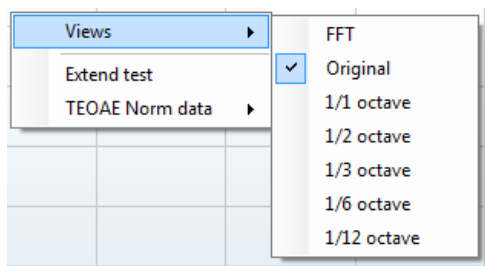 Views
Extend test
TEOAE Norm data
FFT
Original
1/1 octave
1/2 octave
1/3 octave
1/6 octave
1/12 octave